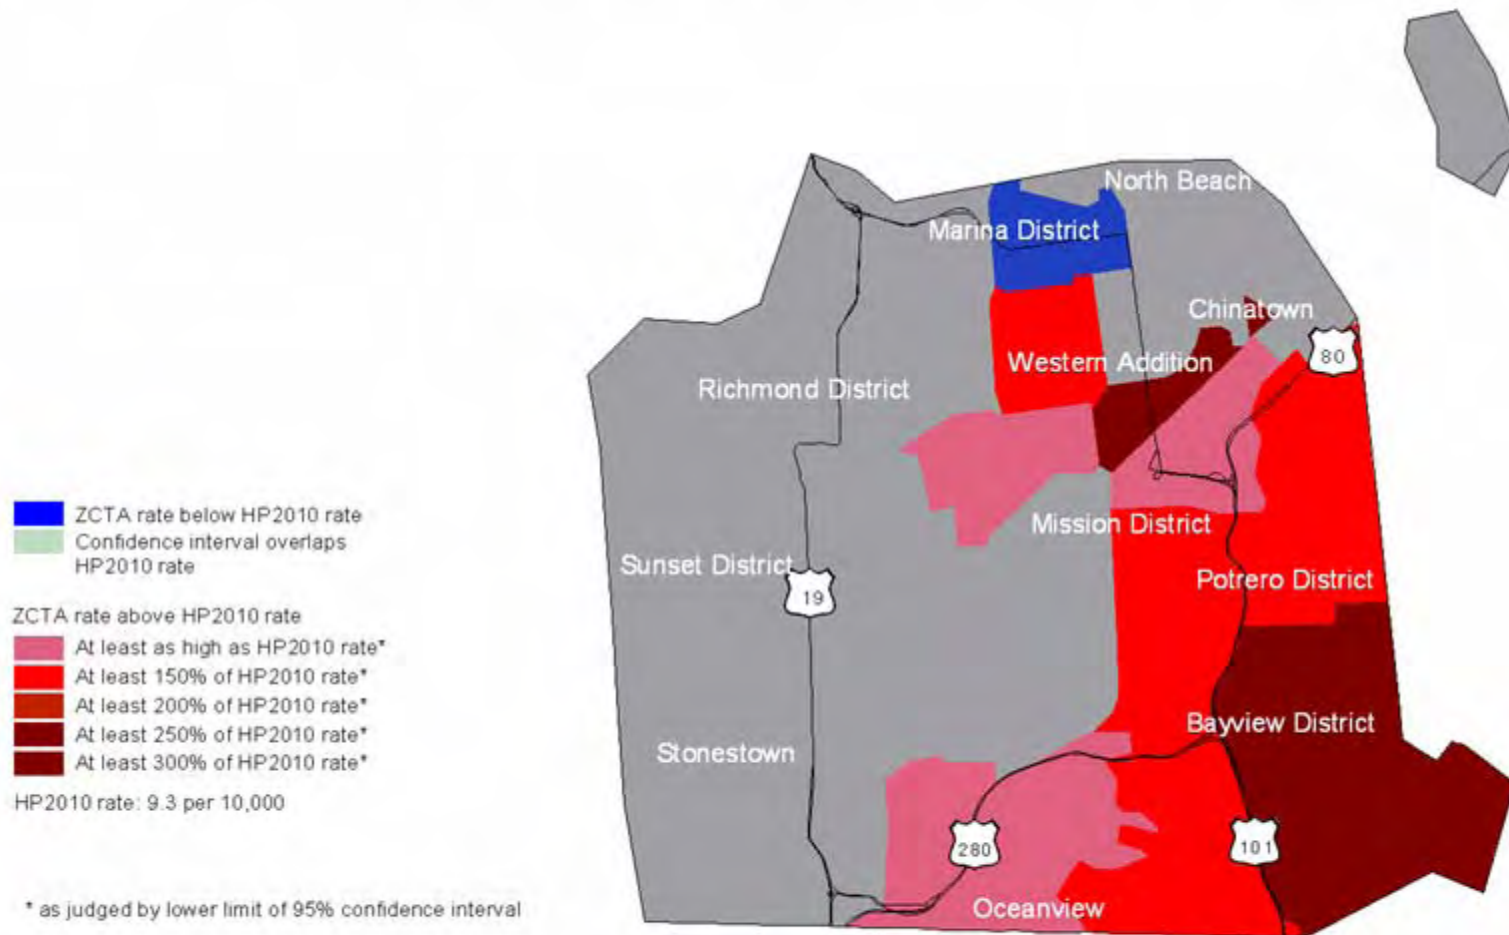 North Beach
Marina District
Chinatown
80
Western Addition
Richmond District
ZCTA rate below HP2010 rate
Confidence interval overlaps
HP2010 rate
Mission District
Sunset District
19
Potrero District
ZCTA rate above HP2010 rate
At least as high as HP2010 rate*
At least 150% of HP2010 rate*
At least 200% of HP2010 rate*
At least 250% of HP2010 rate*
At least 300% of HP2010 rate*
Bayview District
Stonestown
HP2010 rate: 9.3 per 10,000
280
101
Oceanview
* as judged by lower limit of 95% confidence interval